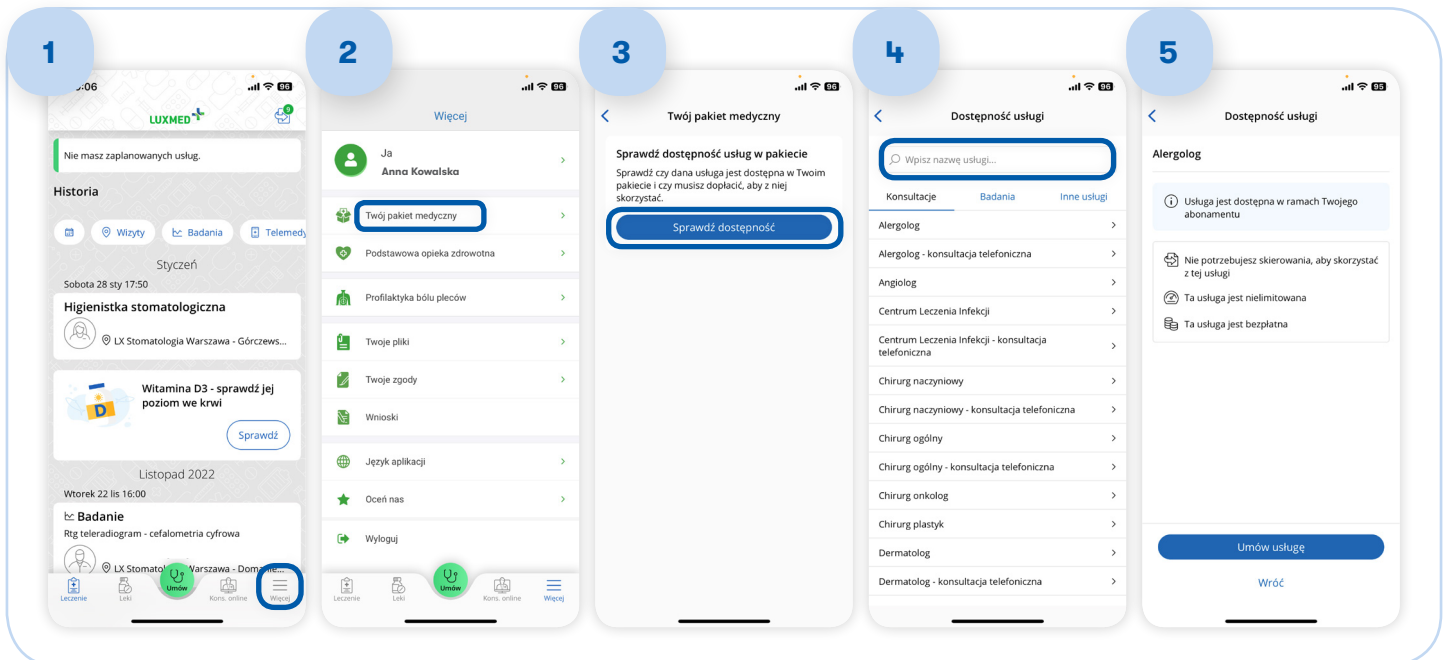 1
:06
96
LUXMED
9
Nie masz zaplanowanych usług.
Historia
Wizyty
Badania
Telemedy
Styczeń
Sobota 28 sty 17:50
Higienistka stomatologiczna
LX Stomatologia Warszawa - Górczews...
Witamina D3 - sprawdź jej
poziom we krwi
D
Sprawdź
Listopad 2022
Wtorek 22 lis 16:00
Badanie
Rtg teleradiogram - cefalometria cyfrowa
LX Stomatol Warszawa - Domanie...
Leczenie
Leki
Umów
Kons. online
Więcej
2
96
Więcej
Ja
Anna Kowalska
Twój pakiet medyczny
Podstawowa opieka zdrowotna
Profilaktyka bólu pleców
Twoje pliki
Twoje zgody
Wnioski
Język aplikacji
Oceń nas
Wyloguj
Leczenie
Leki
Umów
Kons. online
Więcej
3
96
Twój pakiet medyczny
Sprawdź dostępność usług w pakiecie
Sprawdź czy dana usługa jest dostępna w Twoim
pakiecie i czy musisz dopłacić, aby z niej
skorzystać.
Sprawdź dostępność
4
96
Dostępność usługi
Wpisz nazwę usługi...
Konsultacje
Badania
Inne usługi
Alergolog
Alergolog - konsultacja telefoniczna
Angiolog
Centrum Leczenia Infekcji
Centrum Leczenia Infekcji - konsultacja
telefoniczna
Chirurg naczyniowy
Chirurg naczyniowy - konsultacja telefoniczna
Chirurg ogólny
Chirurg ogólny - konsultacja telefoniczna
Chirurg onkolog
Chirurg plastyk
Dermatolog
Dermatolog - konsultacja telefoniczna
5
95
Dostępność usługi
Alergolog
Usługa jest dostępna w ramach Twojego
abonamentu
Nie potrzebujesz skierowania, aby skorzystać
z tej usługi
Ta usługa jest nielimitowana
Ta usługa jest bezpłatna
Umów usługę
Wróć